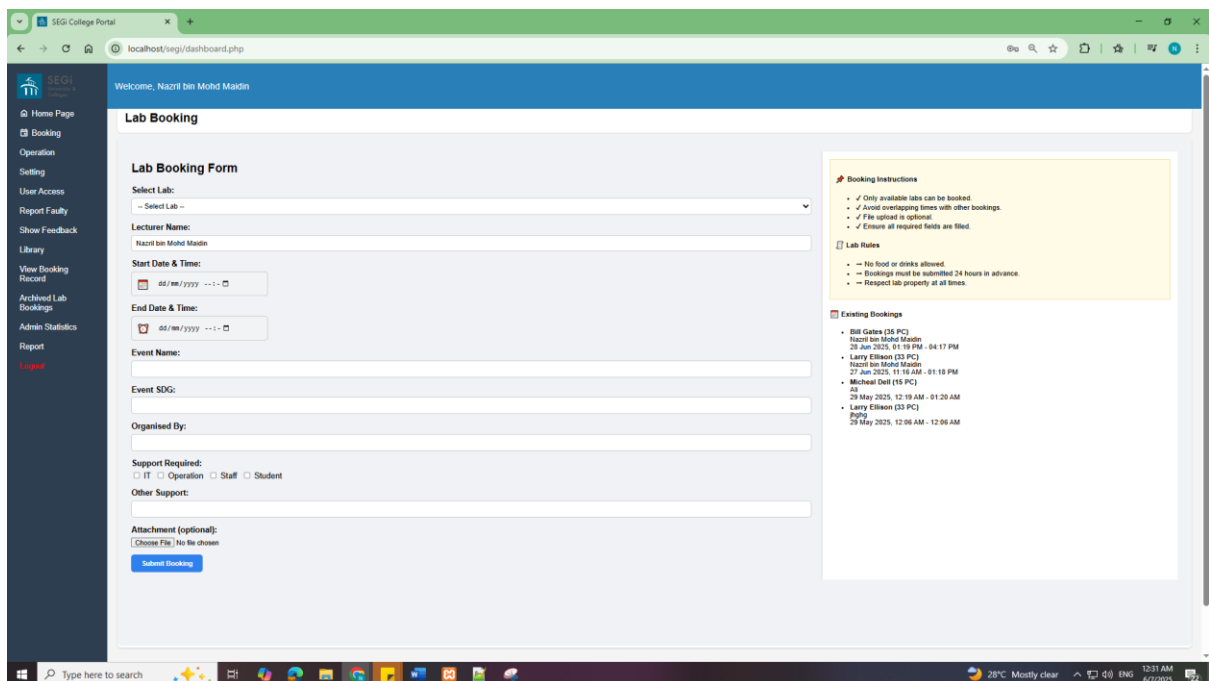 SEGi College Portal
localhost/segi/dashboard.php
N
SEGi
University &
Colleges
Welcome, Nazril bin Mohd Maidin
Home Page
Booking
Operation
Setting
User Access
Report Faulty
Show Feedback
Library
View Booking
Record
Archived Lab
Bookings
Admin Statistics
Report
Logout
Lab Booking
Lab Booking Form
Select Lab:
-- Select Lab --
Lecturer Name:
Nazril bin Mohd Maidin
Start Date & Time:
dd/mm/yyyy --:--
End Date & Time:
dd/mm/yyyy --:--
Event Name:
Event SDG:
Organised By:
Support Required:
IT Operation Staff Student
Other Support:
Attachment (optional):
Choose File No file chosen
Submit Booking
📌 Booking Instructions
• ✓ Only available labs can be booked.
• ✓ Avoid overlapping times with other bookings.
• ✓ File upload is optional.
• ✓ Ensure all required fields are filled.
Lab Rules
• → No food or drinks allowed.
• → Bookings must be submitted 24 hours in advance.
• → Respect lab property at all times.
Existing Bookings
• Bill Gates (35 PC)
Nazril bin Mohd Maidin
28 Jun 2025, 01:19 PM - 04:17 PM
• Larry Ellison (33 PC)
Nazril bin Mohd Maidin
27 Jun 2025, 11:16 AM - 01:18 PM
• Micheal Dell (15 PC)
Ali
29 May 2025, 12:19 AM - 01:20 AM
• Larry Ellison (33 PC)
jhghg
29 May 2025, 12:06 AM - 12:06 AM
Type here to search
28°C Mostly clear
ENG
12:31 AM
6/7/2025